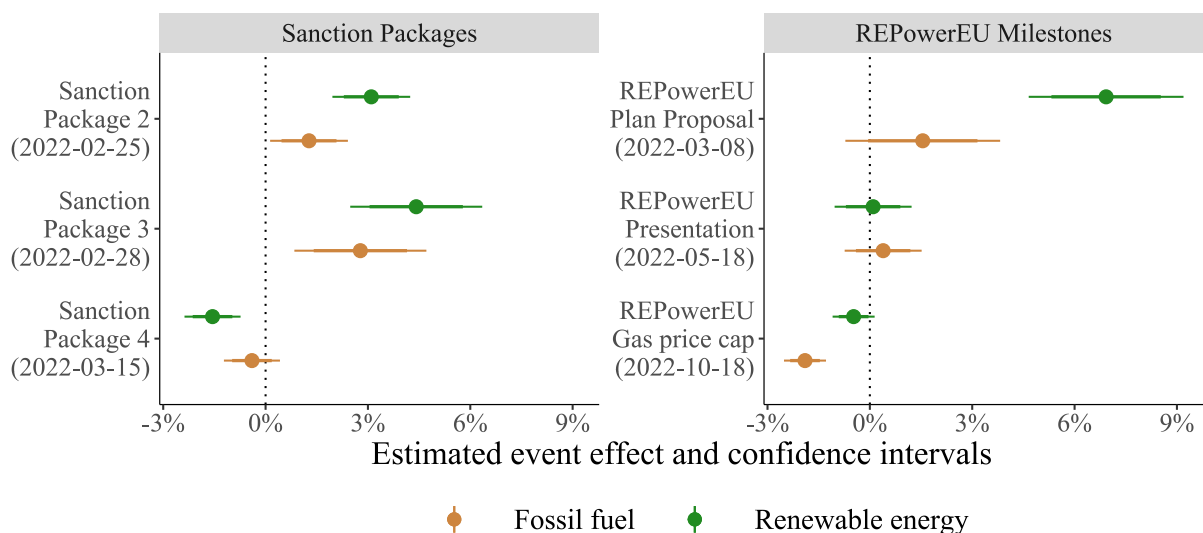 Sanction Packages
Sanction
Package 2
(2022-02-25)
Sanction
Package 3
(2022-02-28)
Sanction
Package 4
(2022-03-15)
-3%
0%
3%
6%
9%
REPowerEU Milestones
REPowerEU
Plan Proposal
(2022-03-08)
REPowerEU
Presentation
(2022-05-18)
REPowerEU
Gas price cap
(2022-10-18)
-3%
0%
3%
6%
9%
Estimated event effect and confidence intervals
Fossil fuel
Renewable energy